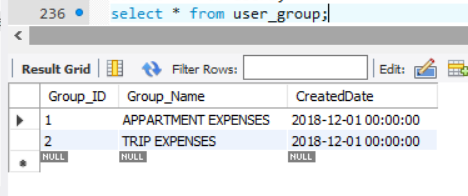 236 select * from user_group;
Result Grid Filter Rows: Edit:
Group_ID Group_Name CreatedDate
1 APPARTMENT EXPENSES 2018-12-01 00:00:00
2 TRIP EXPENSES 2018-12-01 00:00:00
NULL NULL NULL